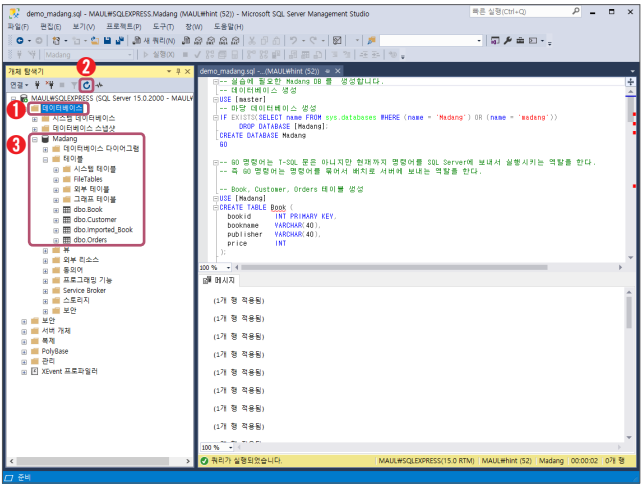 demo_madang.sql - MAUL₩SQLEXPRESS.Madang (MAUL₩hint (52)) - Microsoft SQL Server Management Studio
빠른 실행(Ctrl+Q)
파일(F) 편집(E) 보기(V) 프로젝트(P) 도구(T) 창(W) 도움말(H)
새 쿼리(N)
Madang
실행(X)
개체 탐색기
연결
2
MAUL₩SQLEXPRESS (SQL Server 15.0.2000 - MAUL₩
1
데이터베이스
시스템 데이터베이스
데이터베이스 스냅샷
3
Madang
데이터베이스 다이어그램
테이블
시스템 테이블
FileTables
외부 테이블
그래프 테이블
dbo.Book
dbo.Customer
dbo.Imported_Book
dbo.Orders
뷰
외부 리소스
동의어
프로그래밍 기능
Service Broker
스토리지
보안
보안
서버 개체
복제
PolyBase
관리
XEvent 프로파일러
demo_madang.sql -...(MAUL₩hint (52))
-- 실습에 필요한 Madang DB 를 생성합니다.
-- 데이터베이스 생성
USE [master]
-- 마당 데이터베이스 생성
IF EXISTS(SELECT name FROM sys.databases WHERE (name = 'Madang') OR (name = 'madang'))
DROP DATABASE [Madang];
CREATE DATABASE Madang
GO
-- GO 명령어는 T-SQL 문은 아니지만 현재까지 명령어를 SQL Server에 보내서 실행시키는 역할을 한다.
-- 즉 GO 명령어는 명령어를 묶어서 배치로 서버에 보내는 역할을 한다.
-- Book, Customer, Orders 테이블 생성
USE [Madang]
CREATE TABLE Book (
bookid INT PRIMARY KEY,
bookname VARCHAR(40),
publisher VARCHAR(40),
price INT
);
100 %
메시지
(1개 행 적용됨)
(1개 행 적용됨)
(1개 행 적용됨)
(1개 행 적용됨)
(1개 행 적용됨)
(1개 행 적용됨)
(1개 행 적용됨)
(1개 행 적용됨)
100 %
쿼리가 실행되었습니다. MAUL₩SQLEXPRESS(15.0 RTM) MAUL₩hint (52) Madang 00:00:02 0개 행
준비